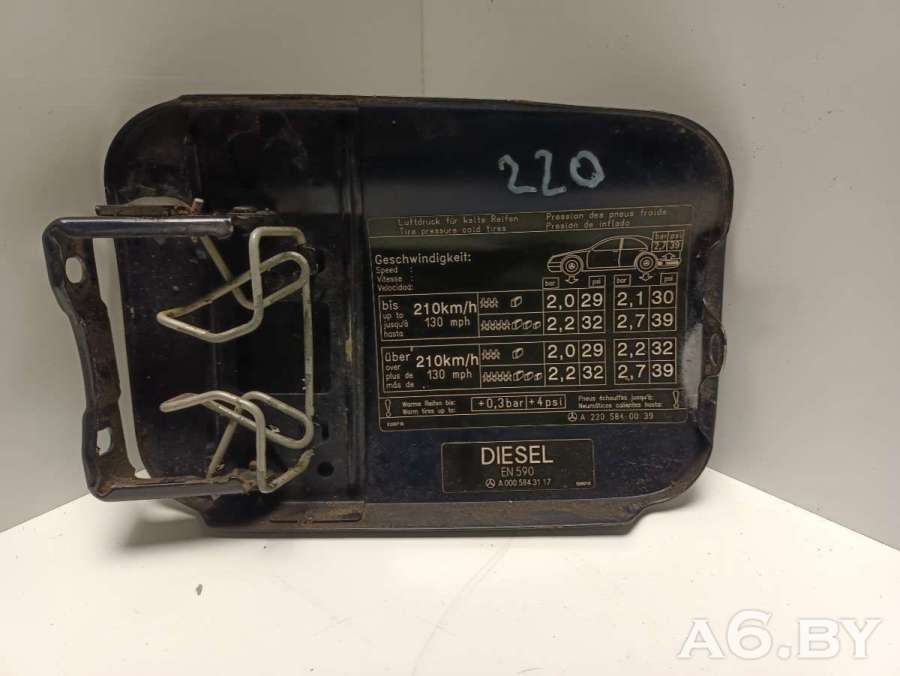 220
Luftdruck für kalte Reifen Pression des pneus froids
Tire pressure cold tires Presion de inflado
bar psi
2,7 39
Geschwindigkeit:
Speed :
Vitesse :
Velocidad:
bar psi bar psi
bis 210km/h 2,0 29 2,1 30
up to
jusqu'à 130 mph 2,2 32 2,7 39
hasta
über 210km/h 2,0 29 2,2 32
over
plus de 130 mph 2,2 32 2,7 39
más de
Warme Reifen bis: +0,3bar +4psi Pneus échauffés jusqu'à:
Warm tires up to: Neumáticos calientes hasta:
A 220 584 00 39
DIESEL
EN 590
A 000 584 31 17
A6.BY